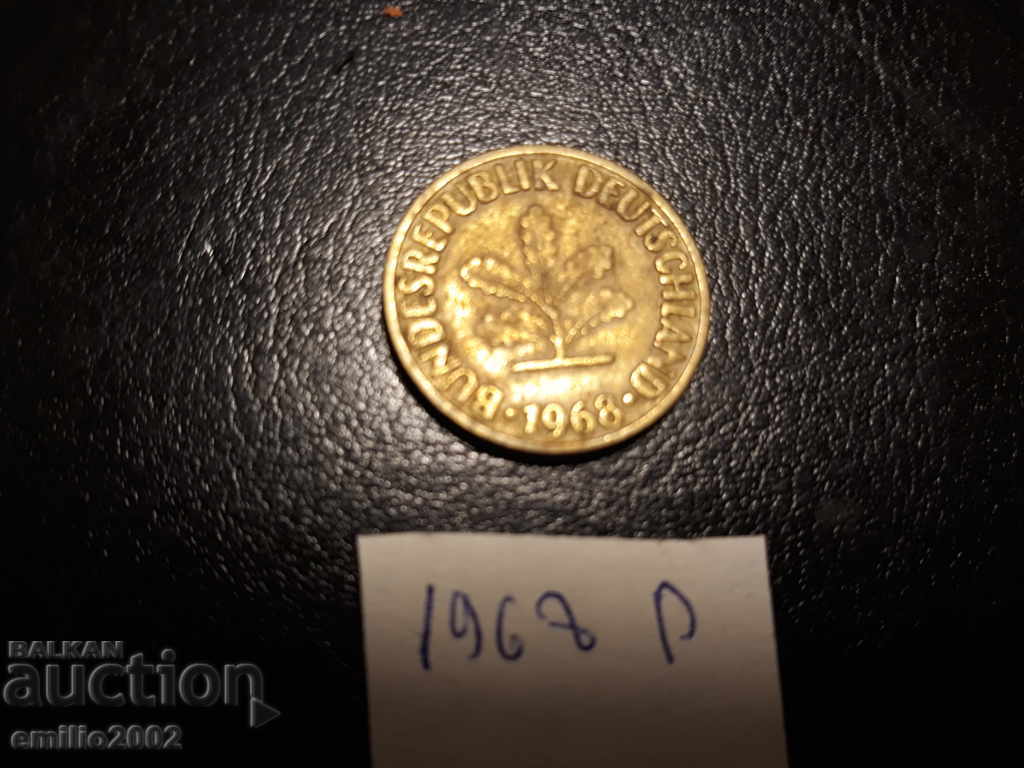 BUNDESREPUBLIK DEUTSCHLAND
· 1968 ·
1968 D
BALKAN
auction
emilio2002